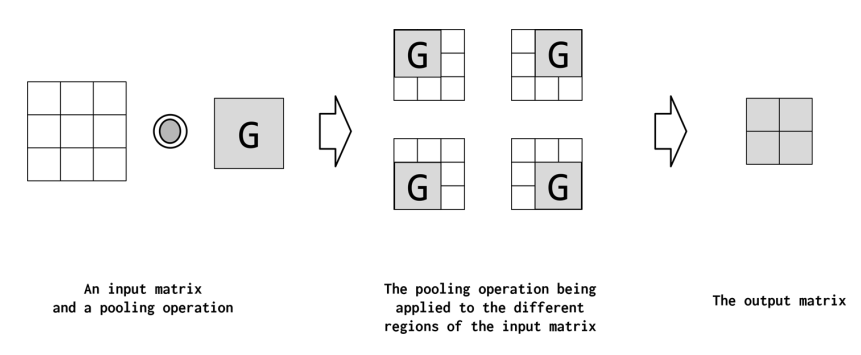 G
G
G
G
G
An input matrix
and a pooling operation
The pooling operation being
applied to the different
regions of the input matrix
The output matrix